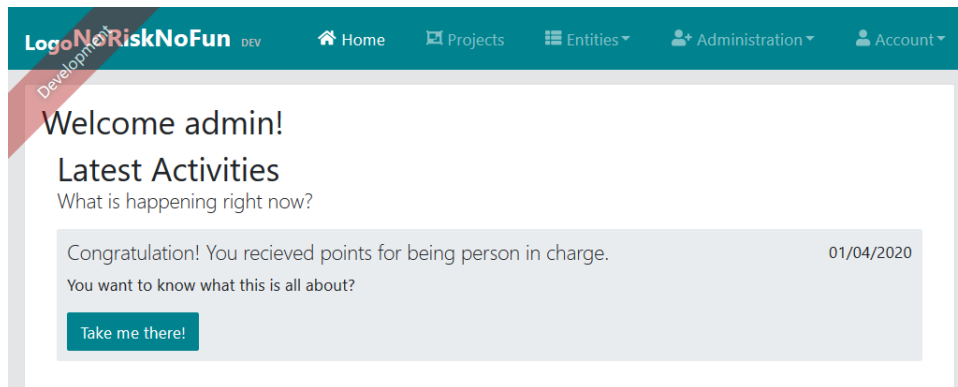 Logo NoRiskNoFun DEV Home Projects Entities Administration Account
Development
Welcome admin!
Latest Activities
What is happening right now?
Congratulation! You recieved points for being person in charge. 01/04/2020
You want to know what this is all about?
Take me there!